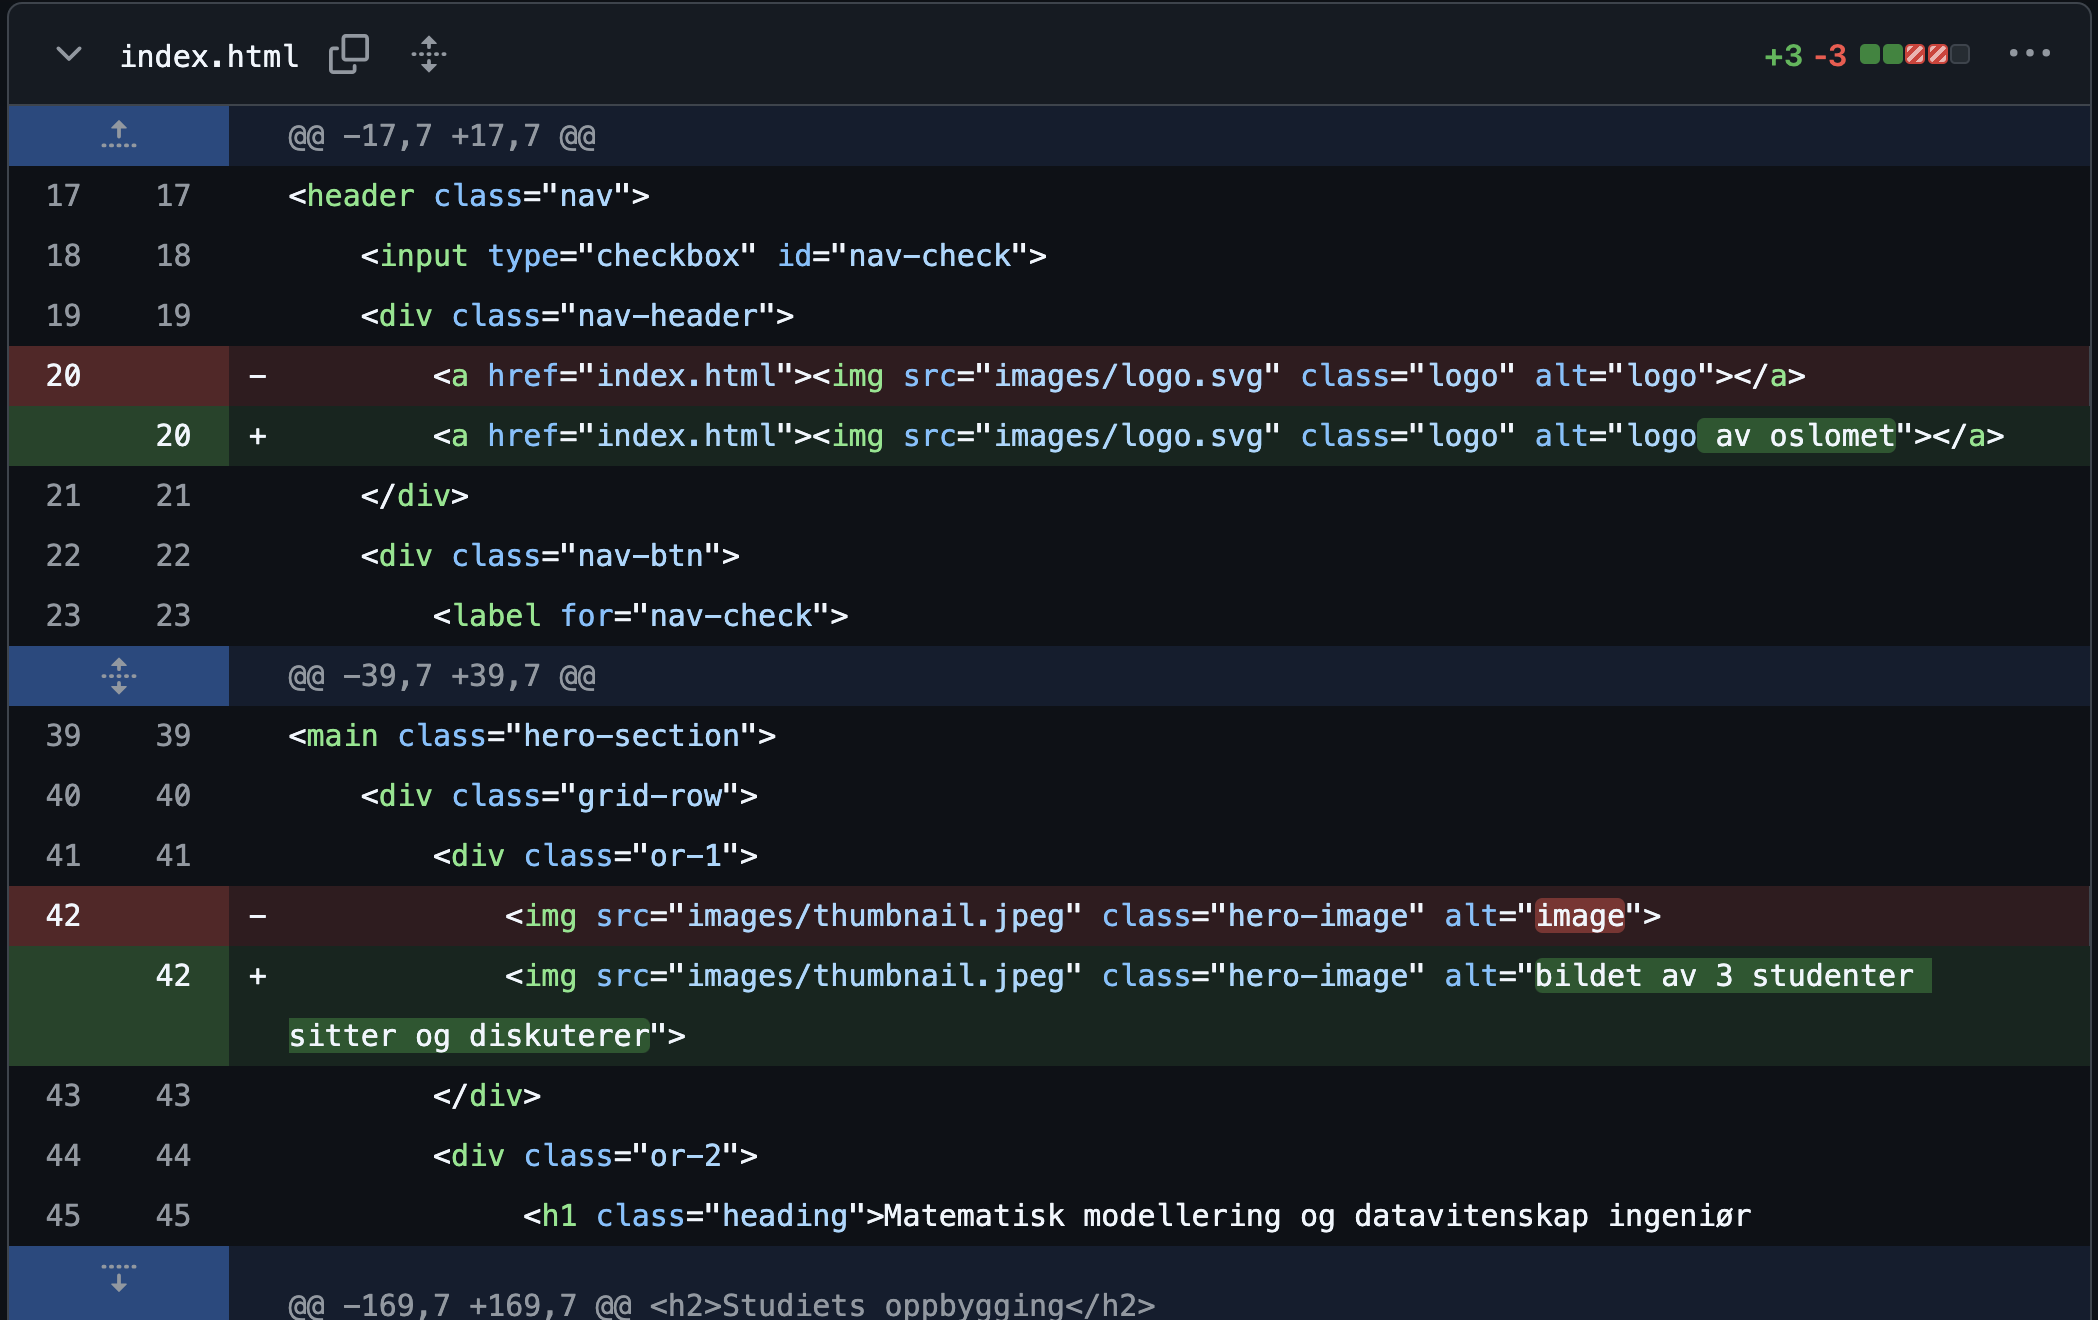 index.html +3 -3
@@ -17,7 +17,7 @@
17 17 <header class="nav">
18 18 <input type="checkbox" id="nav-check">
19 19 <div class="nav-header">
20 - <a href="index.html"><img src="images/logo.svg" class="logo" alt="logo"></a>
20 + <a href="index.html"><img src="images/logo.svg" class="logo" alt="logo av oslomet"></a>
21 21 </div>
22 22 <div class="nav-btn">
23 23 <label for="nav-check">
@@ -39,7 +39,7 @@
39 39 <main class="hero-section">
40 40 <div class="grid-row">
41 41 <div class="or-1">
42 - <img src="images/thumbnail.jpeg" class="hero-image" alt="image">
42 + <img src="images/thumbnail.jpeg" class="hero-image" alt="bildet av 3 studenter
sitter og diskuterer">
43 43 </div>
44 44 <div class="or-2">
45 45 <h1 class="heading">Matematisk modellering og datavitenskap ingeniør
@@ -169,7 +169,7 @@ <h2>Studiets oppbygging</h2>